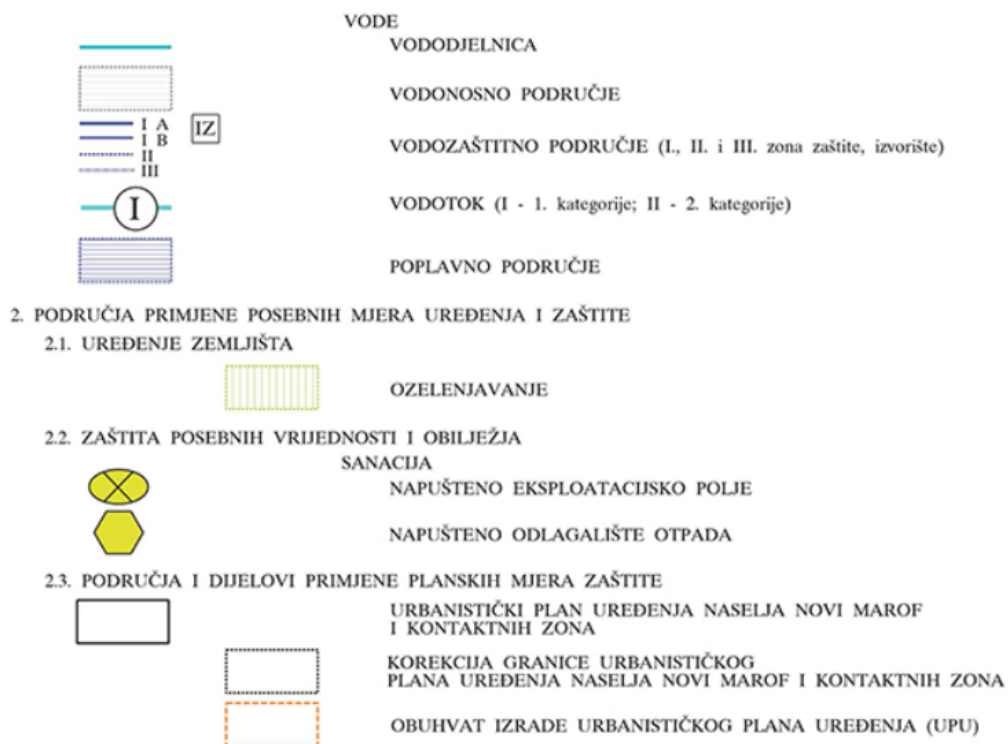 VODE
VODODJELNICA
VODONOSNO PODRUČJE
I A
I B
II
III
IZ
VODOZAŠTITNO PODRUČJE (I., II. i III. zona zaštite, izvorište)
I
VODOTOK (I - 1. kategorije; II - 2. kategorije)
POPLAVNO PODRUČJE
2. PODRUČJA PRIMJENE POSEBNIH MJERA UREĐENJA I ZAŠTITE
2.1. UREĐENJE ZEMLJIŠTA
OZELENJAVANJE
2.2. ZAŠTITA POSEBNIH VRIJEDNOSTI I OBILJEŽJA
SANACIJA
NAPUŠTENO EKSPLOATACIJSKO POLJE
NAPUŠTENO ODLAGALIŠTE OTPADA
2.3. PODRUČJA I DIJELOVI PRIMJENE PLANSKIH MJERA ZAŠTITE
URBANISTIČKI PLAN UREĐENJA NASELJA NOVI MAROF
I KONTAKTNIH ZONA
KOREKCIJA GRANICE URBANISTIČKOG
PLANA UREĐENJA NASELJA NOVI MAROF I KONTAKTNIH ZONA
OBUHVAT IZRADE URBANISTIČKOG PLANA UREĐENJA (UPU)